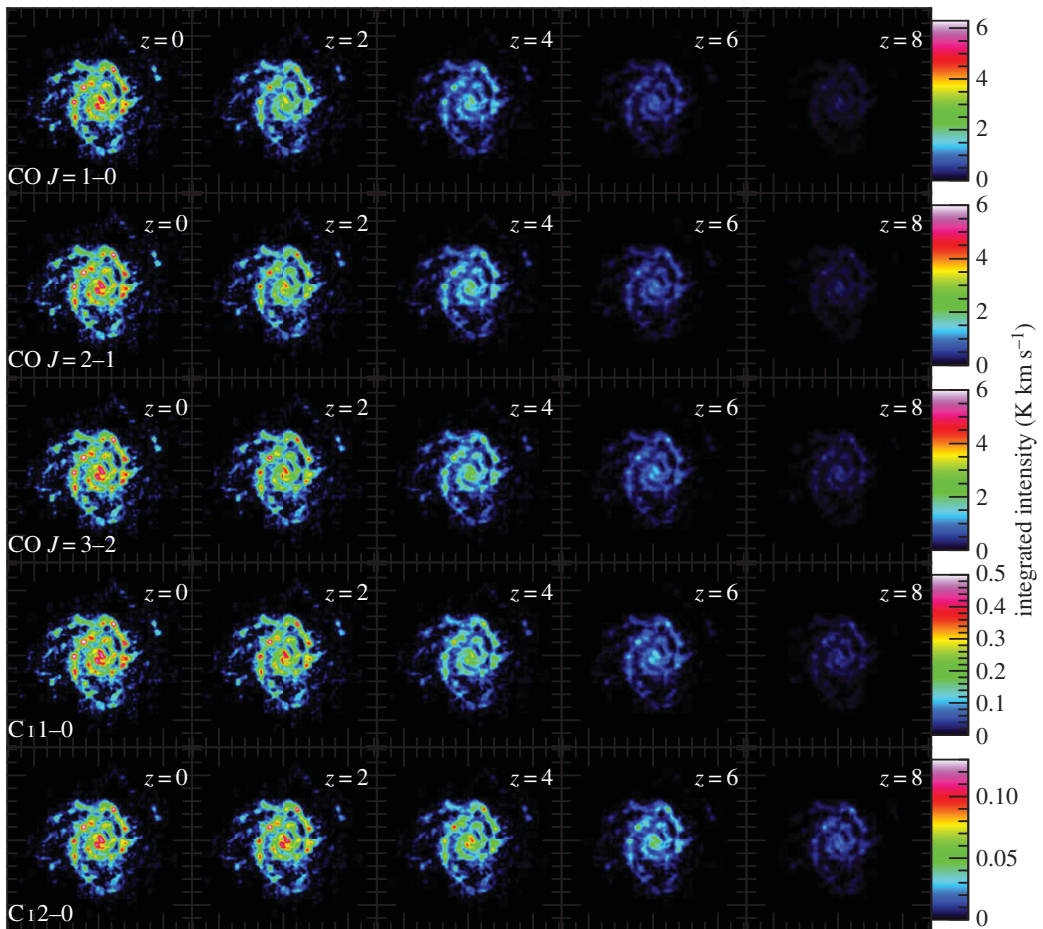 z=0 z=2 z=4 z=6 z=8
CO J=1–0
6
4
2
0
z=0 z=2 z=4 z=6 z=8
CO J=2–1
6
4
2
0
z=0 z=2 z=4 z=6 z=8
CO J=3–2
6
4
2
0
z=0 z=2 z=4 z=6 z=8
C I 1–0
0.5
0.4
0.3
0.2
0.1
0
z=0 z=2 z=4 z=6 z=8
C I 2–0
0.10
0.05
0
integrated intensity (K km s⁻¹)